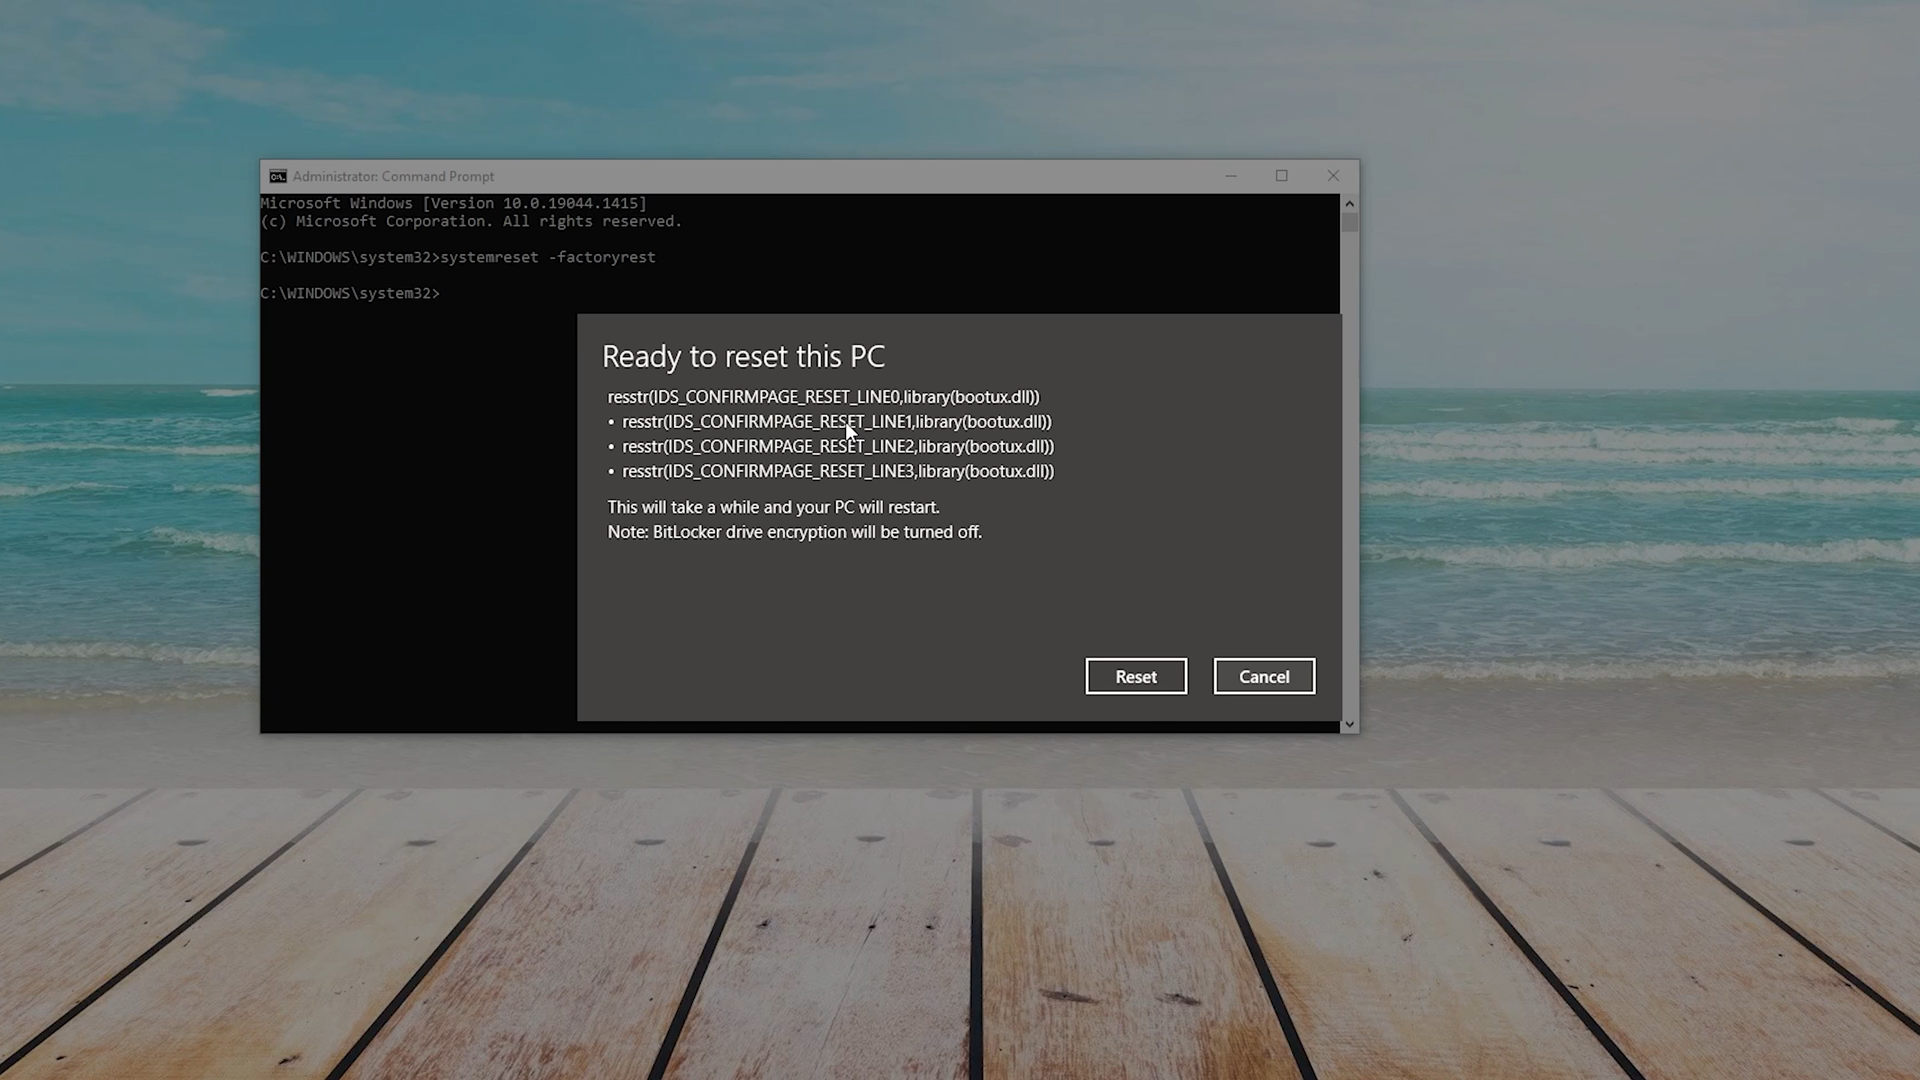 Administrator: Command Prompt
Microsoft Windows [Version 10.0.19044.1415]
(c) Microsoft Corporation. All rights reserved.
C:\WINDOWS\system32>systemreset -factoryrest
C:\WINDOWS\system32>
Ready to reset this PC
resstr(IDS_CONFIRMPAGE_RESET_LINE0,library(bootux.dll))
• resstr(IDS_CONFIRMPAGE_RESET_LINE1,library(bootux.dll))
• resstr(IDS_CONFIRMPAGE_RESET_LINE2,library(bootux.dll))
• resstr(IDS_CONFIRMPAGE_RESET_LINE3,library(bootux.dll))
This will take a while and your PC will restart.
Note: BitLocker drive encryption will be turned off.
Reset Cancel